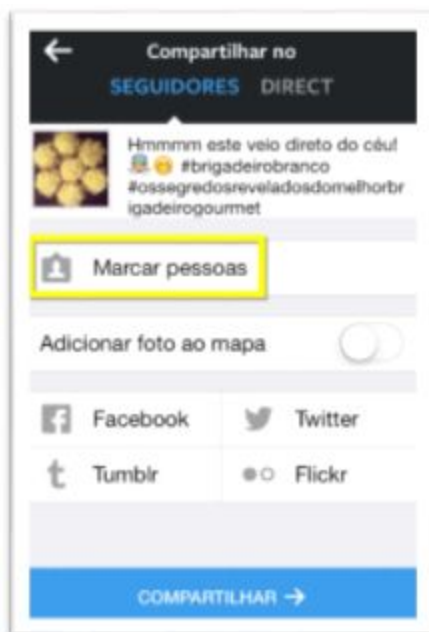 Compartilhar no
SEGUIDORES DIRECT
Hmmmm este veio direto do céu!
#brigadeirobranco
#ossegredosreveladosdomelhorbr
igadeirogourmet
Marcar pessoas
Adicionar foto ao mapa
Facebook Twitter
Tumblr Flickr
COMPARTILHAR →